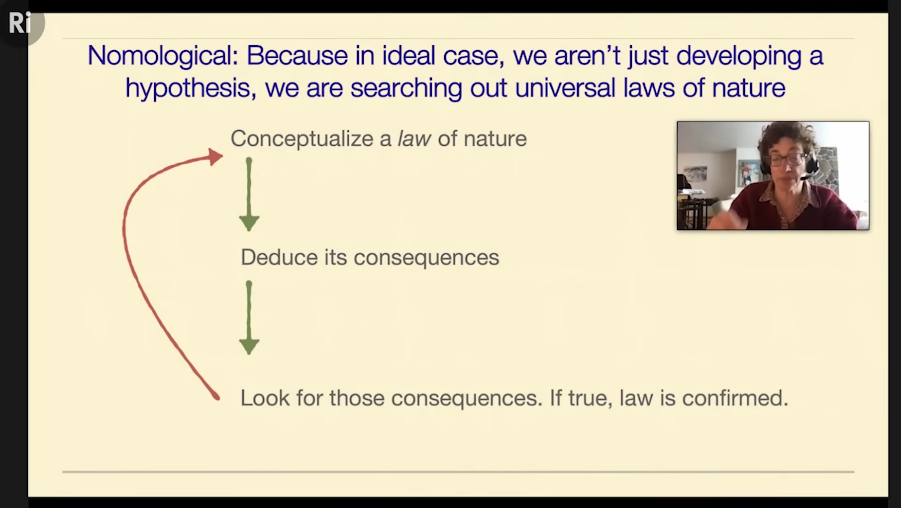 Ri
Nomological: Because in ideal case, we aren't just developing a
hypothesis, we are searching out universal laws of nature
Conceptualize a law of nature
Deduce its consequences
Look for those consequences. If true, law is confirmed.